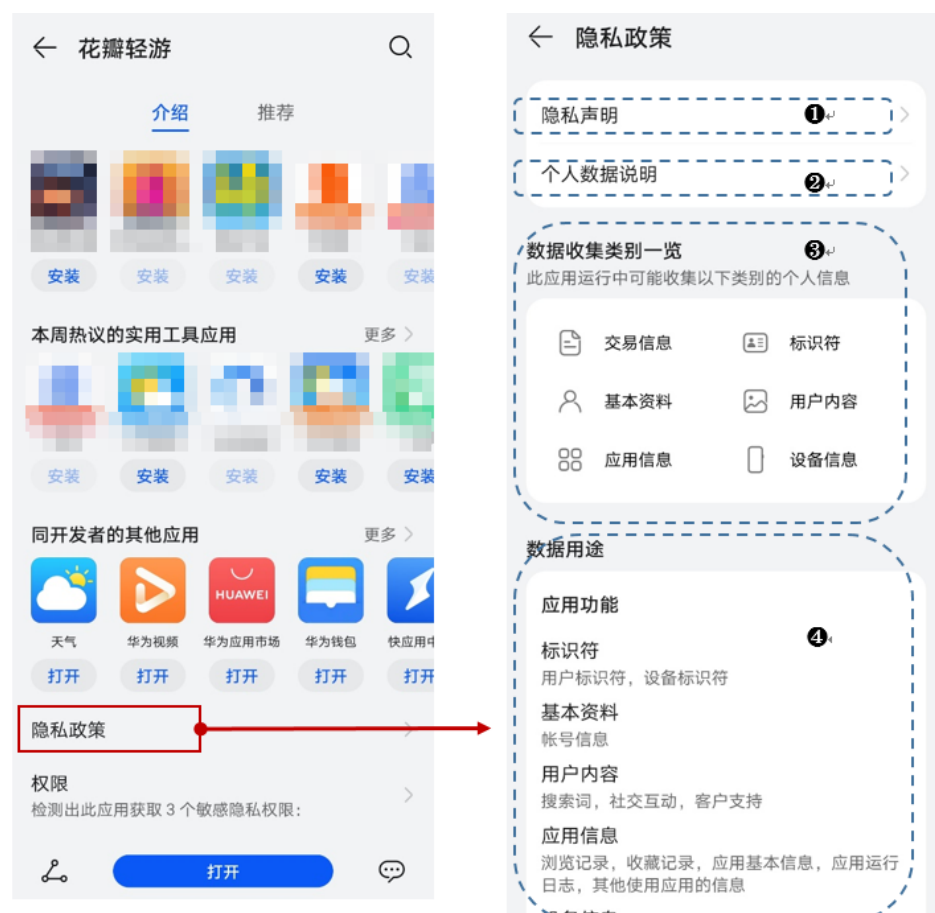 花瓣轻游
介绍 推荐
安装 安装 安装 安装 安装
本周热议的实用工具应用 更多
安装 安装 安装 安装 安装
同开发者的其他应用 更多
HUAWEI
天气 华为视频 华为应用市场 华为钱包 快应用中
打开 打开 打开 打开 打开
隐私政策
权限
检测出此应用获取 3 个敏感隐私权限:
打开
隐私政策
隐私声明 ❶
个人数据说明 ❷
数据收集类别一览 ❸
此应用运行中可能收集以下类别的个人信息
交易信息 标识符
基本资料 用户内容
应用信息 设备信息
数据用途
应用功能
❹
标识符
用户标识符，设备标识符
基本资料
帐号信息
用户内容
搜索词，社交互动，客户支持
应用信息
浏览记录，收藏记录，应用基本信息，应用运行
日志，其他使用应用的信息